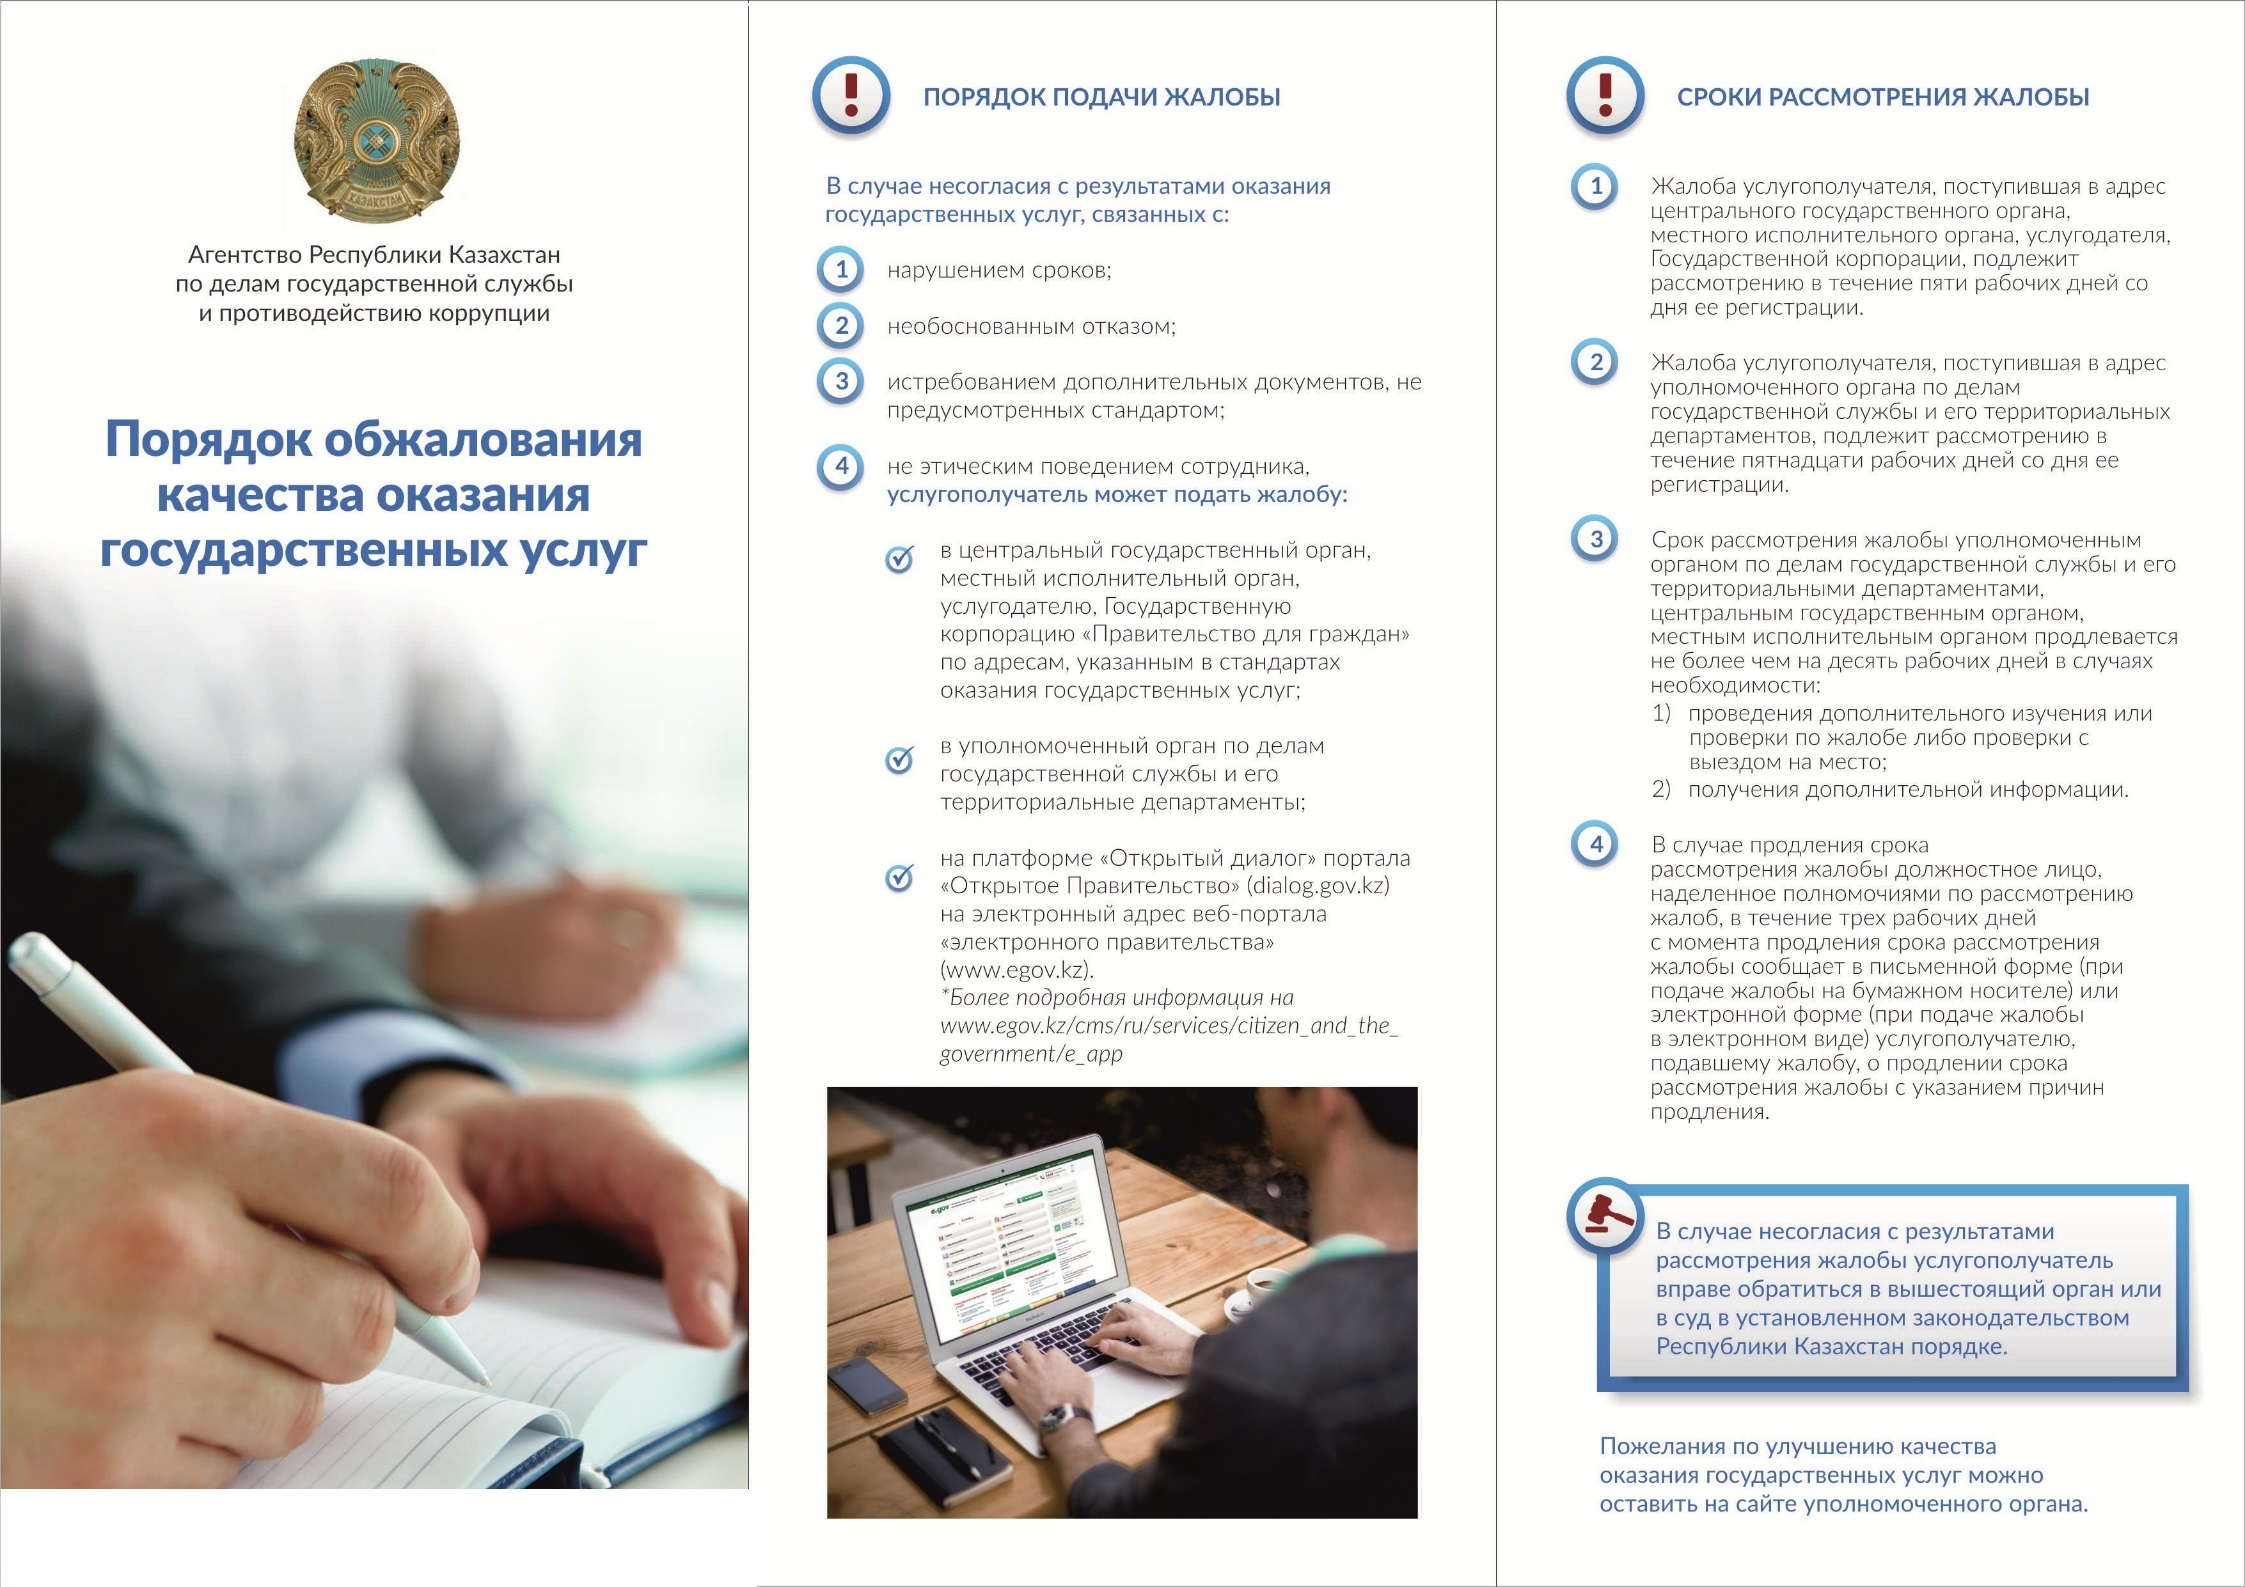 ҚАЗАҚСТАН
Агентство Республики Казахстан
по делам государственной службы
и противодействию коррупции
Порядок обжалования
качества оказания
государственных услуг
ПОРЯДОК ПОДАЧИ ЖАЛОБЫ
В случае несогласия с результатами оказания
государственных услуг, связанных с:
1 нарушением сроков;
2 необоснованным отказом;
3 истребованием дополнительных документов, не
предусмотренных стандартом;
4 не этическим поведением сотрудника,
услугополучатель может подать жалобу:
в центральный государственный орган,
местный исполнительный орган,
услугодателю, Государственную
корпорацию «Правительство для граждан»
по адресам, указанным в стандартах
оказания государственных услуг;
в уполномоченный орган по делам
государственной службы и его
территориальные департаменты;
на платформе «Открытый диалог» портала
«Открытое Правительство» (dialog.gov.kz)
на электронный адрес веб-портала
«электронного правительства»
(www.egov.kz).
*Более подробная информация на
www.egov.kz/cms/ru/services/citizen_and_the_
government/e_app
e.gov
СРОКИ РАССМОТРЕНИЯ ЖАЛОБЫ
1 Жалоба услугополучателя, поступившая в адрес
центрального государственного органа,
местного исполнительного органа, услугодателя,
Государственной корпорации, подлежит
рассмотрению в течение пяти рабочих дней со
дня ее регистрации.
2 Жалоба услугополучателя, поступившая в адрес
уполномоченного органа по делам
государственной службы и его территориальных
департаментов, подлежит рассмотрению в
течение пятнадцати рабочих дней со дня ее
регистрации.
3 Срок рассмотрения жалобы уполномоченным
органом по делам государственной службы и его
территориальными департаментами,
центральным государственным органом,
местным исполнительным органом продлевается
не более чем на десять рабочих дней в случаях
необходимости:
1) проведения дополнительного изучения или
проверки по жалобе либо проверки с
выездом на место;
2) получения дополнительной информации.
4 В случае продления срока
рассмотрения жалобы должностное лицо,
наделенное полномочиями по рассмотрению
жалоб, в течение трех рабочих дней
с момента продления срока рассмотрения
жалобы сообщает в письменной форме (при
подаче жалобы на бумажном носителе) или
электронной форме (при подаче жалобы
в электронном виде) услугополучателю,
подавшему жалобу, о продлении срока
рассмотрения жалобы с указанием причин
продления.
В случае несогласия с результатами
рассмотрения жалобы услугополучатель
вправе обратиться в вышестоящий орган или
в суд в установленном законодательством
Республики Казахстан порядке.
Пожелания по улучшению качества
оказания государственных услуг можно
оставить на сайте уполномоченного органа.